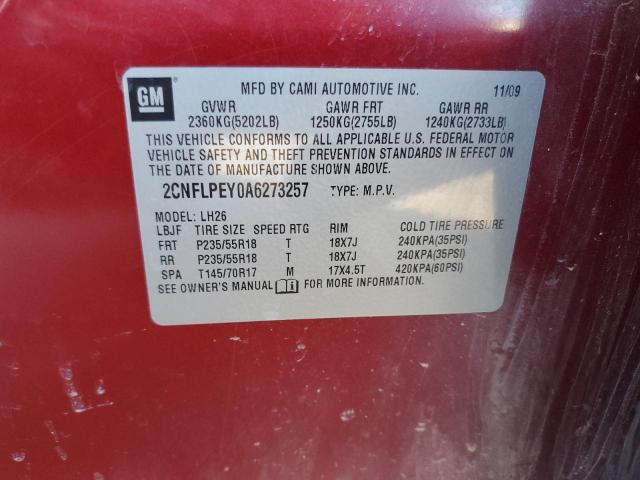 GM
MFD BY CAMI AUTOMOTIVE INC. 11/09
GVWR GAWR FRT GAWR RR
2360KG(5202LB) 1250KG(2755LB) 1240KG(2733LB)
THIS VEHICLE CONFORMS TO ALL APPLICABLE U.S. FEDERAL MOTOR
VEHICLE SAFETY AND THEFT PREVENTION STANDARDS IN EFFECT ON
THE DATE OF MANUFACTURE SHOWN ABOVE.
2CNFLPEY0A6273257 TYPE: M.P.V.
MODEL: LH26
LBJF TIRE SIZE SPEED RTG RIM COLD TIRE PRESSURE
FRT P235/55R18 T 18X7J 240KPA(35PSI)
RR P235/55R18 T 18X7J 240KPA(35PSI)
SPA T145/70R17 M 17X4.5T 420KPA(60PSI)
SEE OWNER'S MANUAL FOR MORE INFORMATION.